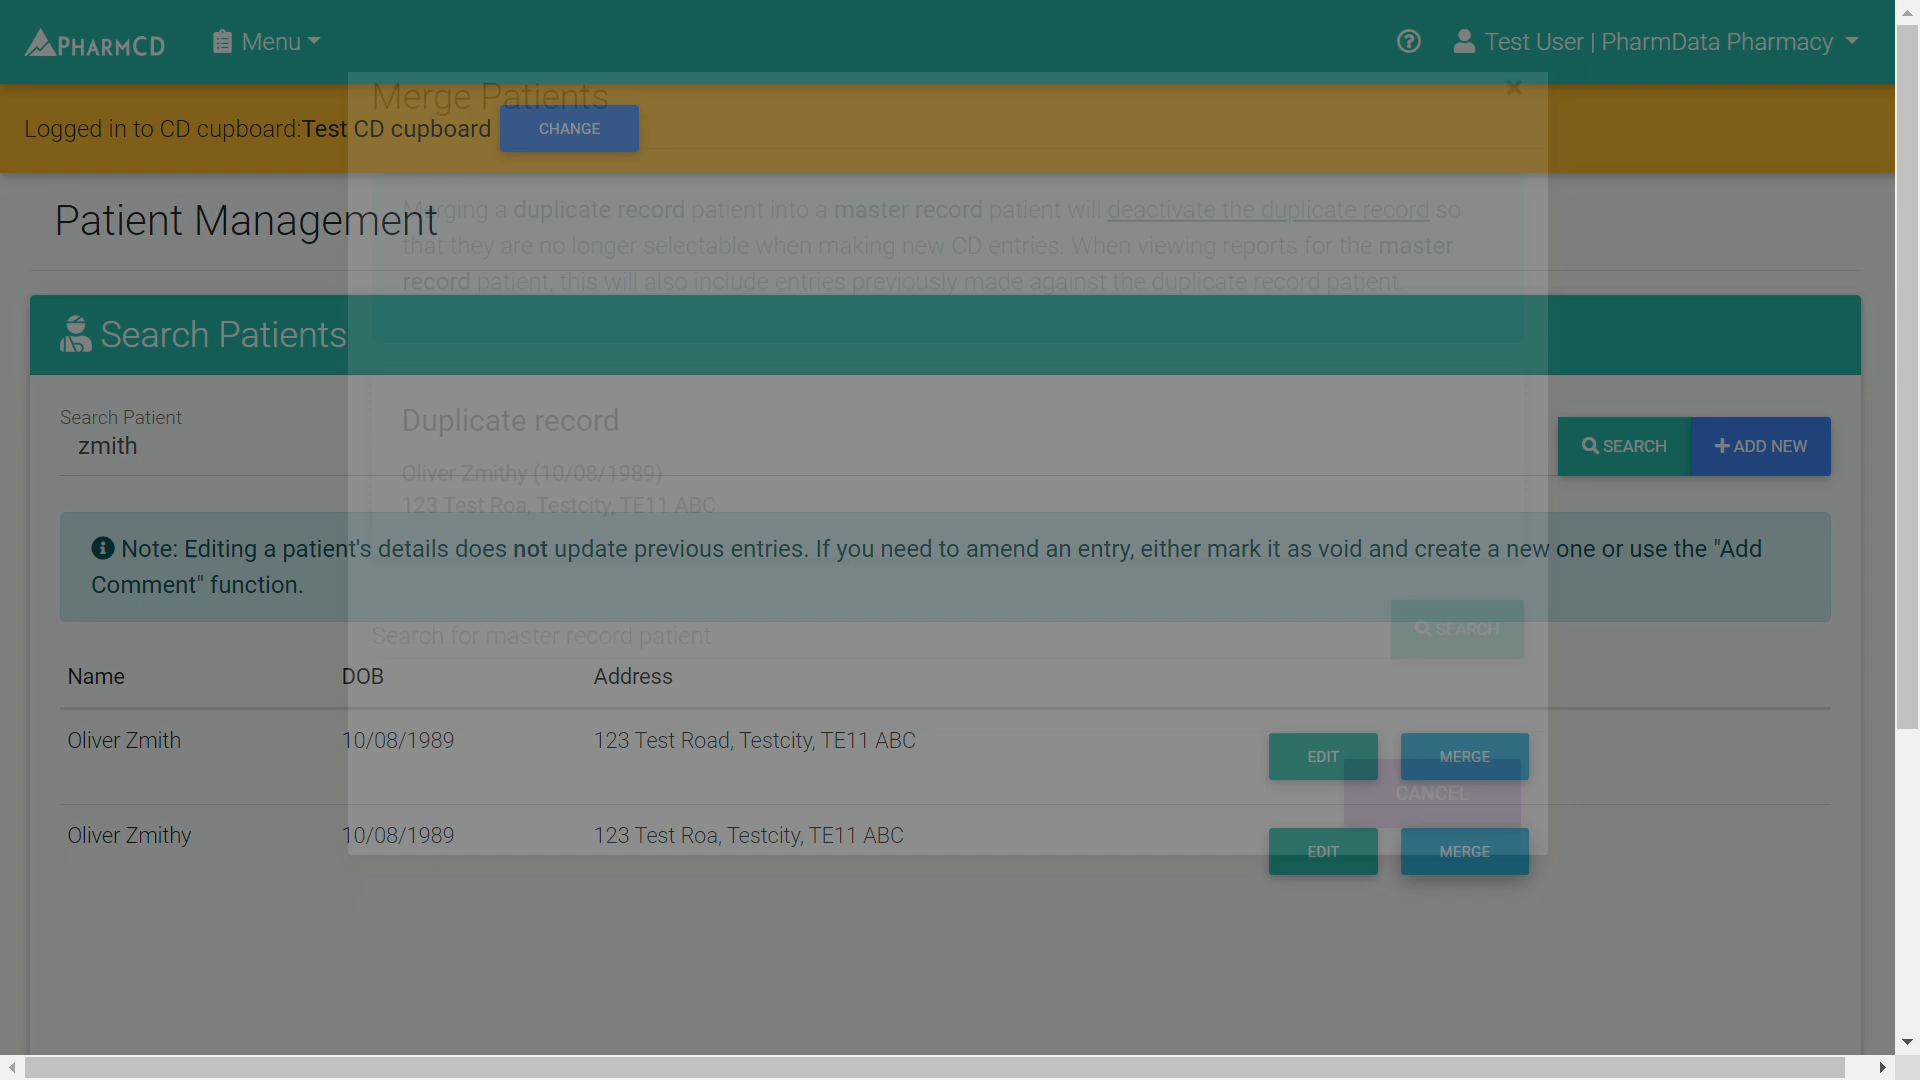 PHARMCD
Menu
Test User | PharmData Pharmacy
Merge Patients
×
Logged in to CD cupboard:Test CD cupboard
CHANGE
Patient Management
Merging a duplicate record patient into a master record patient will deactivate the duplicate record so
that they are no longer selectable when making new CD entries. When viewing reports for the master
record patient, this will also include entries previously made against the duplicate record patient.
Search Patients
Search Patient
zmith
SEARCH
ADD NEW
Duplicate record
Oliver Zmithy (10/08/1989)
123 Test Roa, Testcity, TE11 ABC
Note: Editing a patient's details does not update previous entries. If you need to amend an entry, either mark it as void and create a new one or use the "Add
Comment" function.
Search for master record patient
SEARCH
Name DOB Address
Oliver Zmith 10/08/1989 123 Test Road, Testcity, TE11 ABC EDIT MERGE
CANCEL
Oliver Zmithy 10/08/1989 123 Test Roa, Testcity, TE11 ABC EDIT MERGE